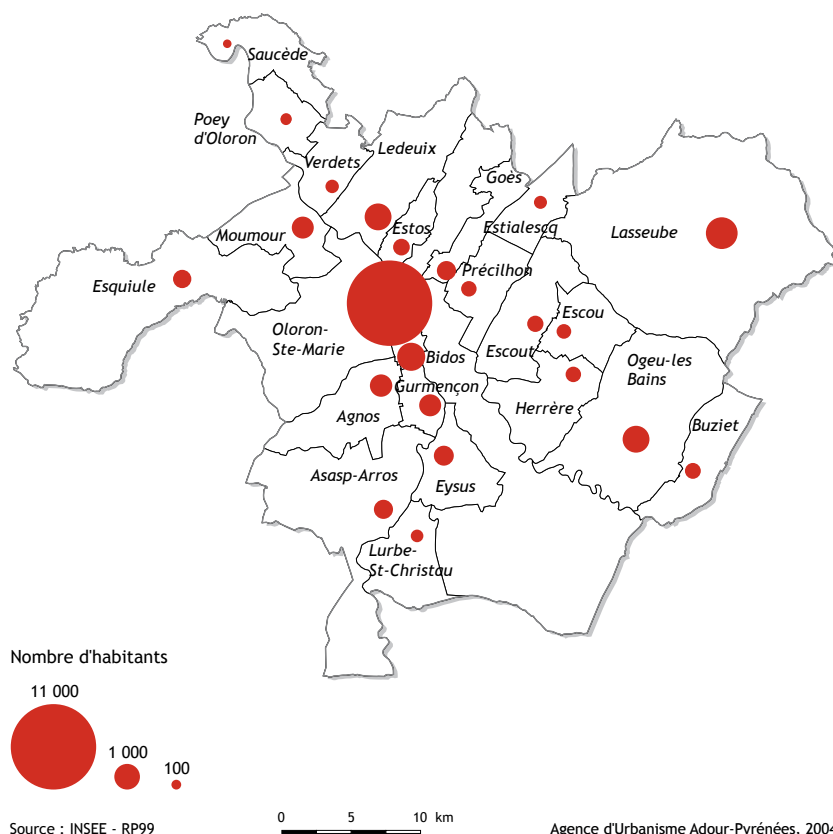 Saucède
Poey
d'Oloron
Verdets
Ledeuix
Goès
Estos
Estialescq
Moumour
Lasseube
Précilhon
Esquiule
Escou
Oloron-
Ste-Marie
Bidos
Escout
Ogeu-les
Bains
Gurmençon
Agnos
Herrère
Buziet
Asasp-Arros
Eysus
Lurbe-
St-Christau
Nombre d'habitants
11 000
1 000
100
0 5 10 km
Source : INSEE - RP99
Agence d'Urbanisme Adour-Pyrénées, 2004